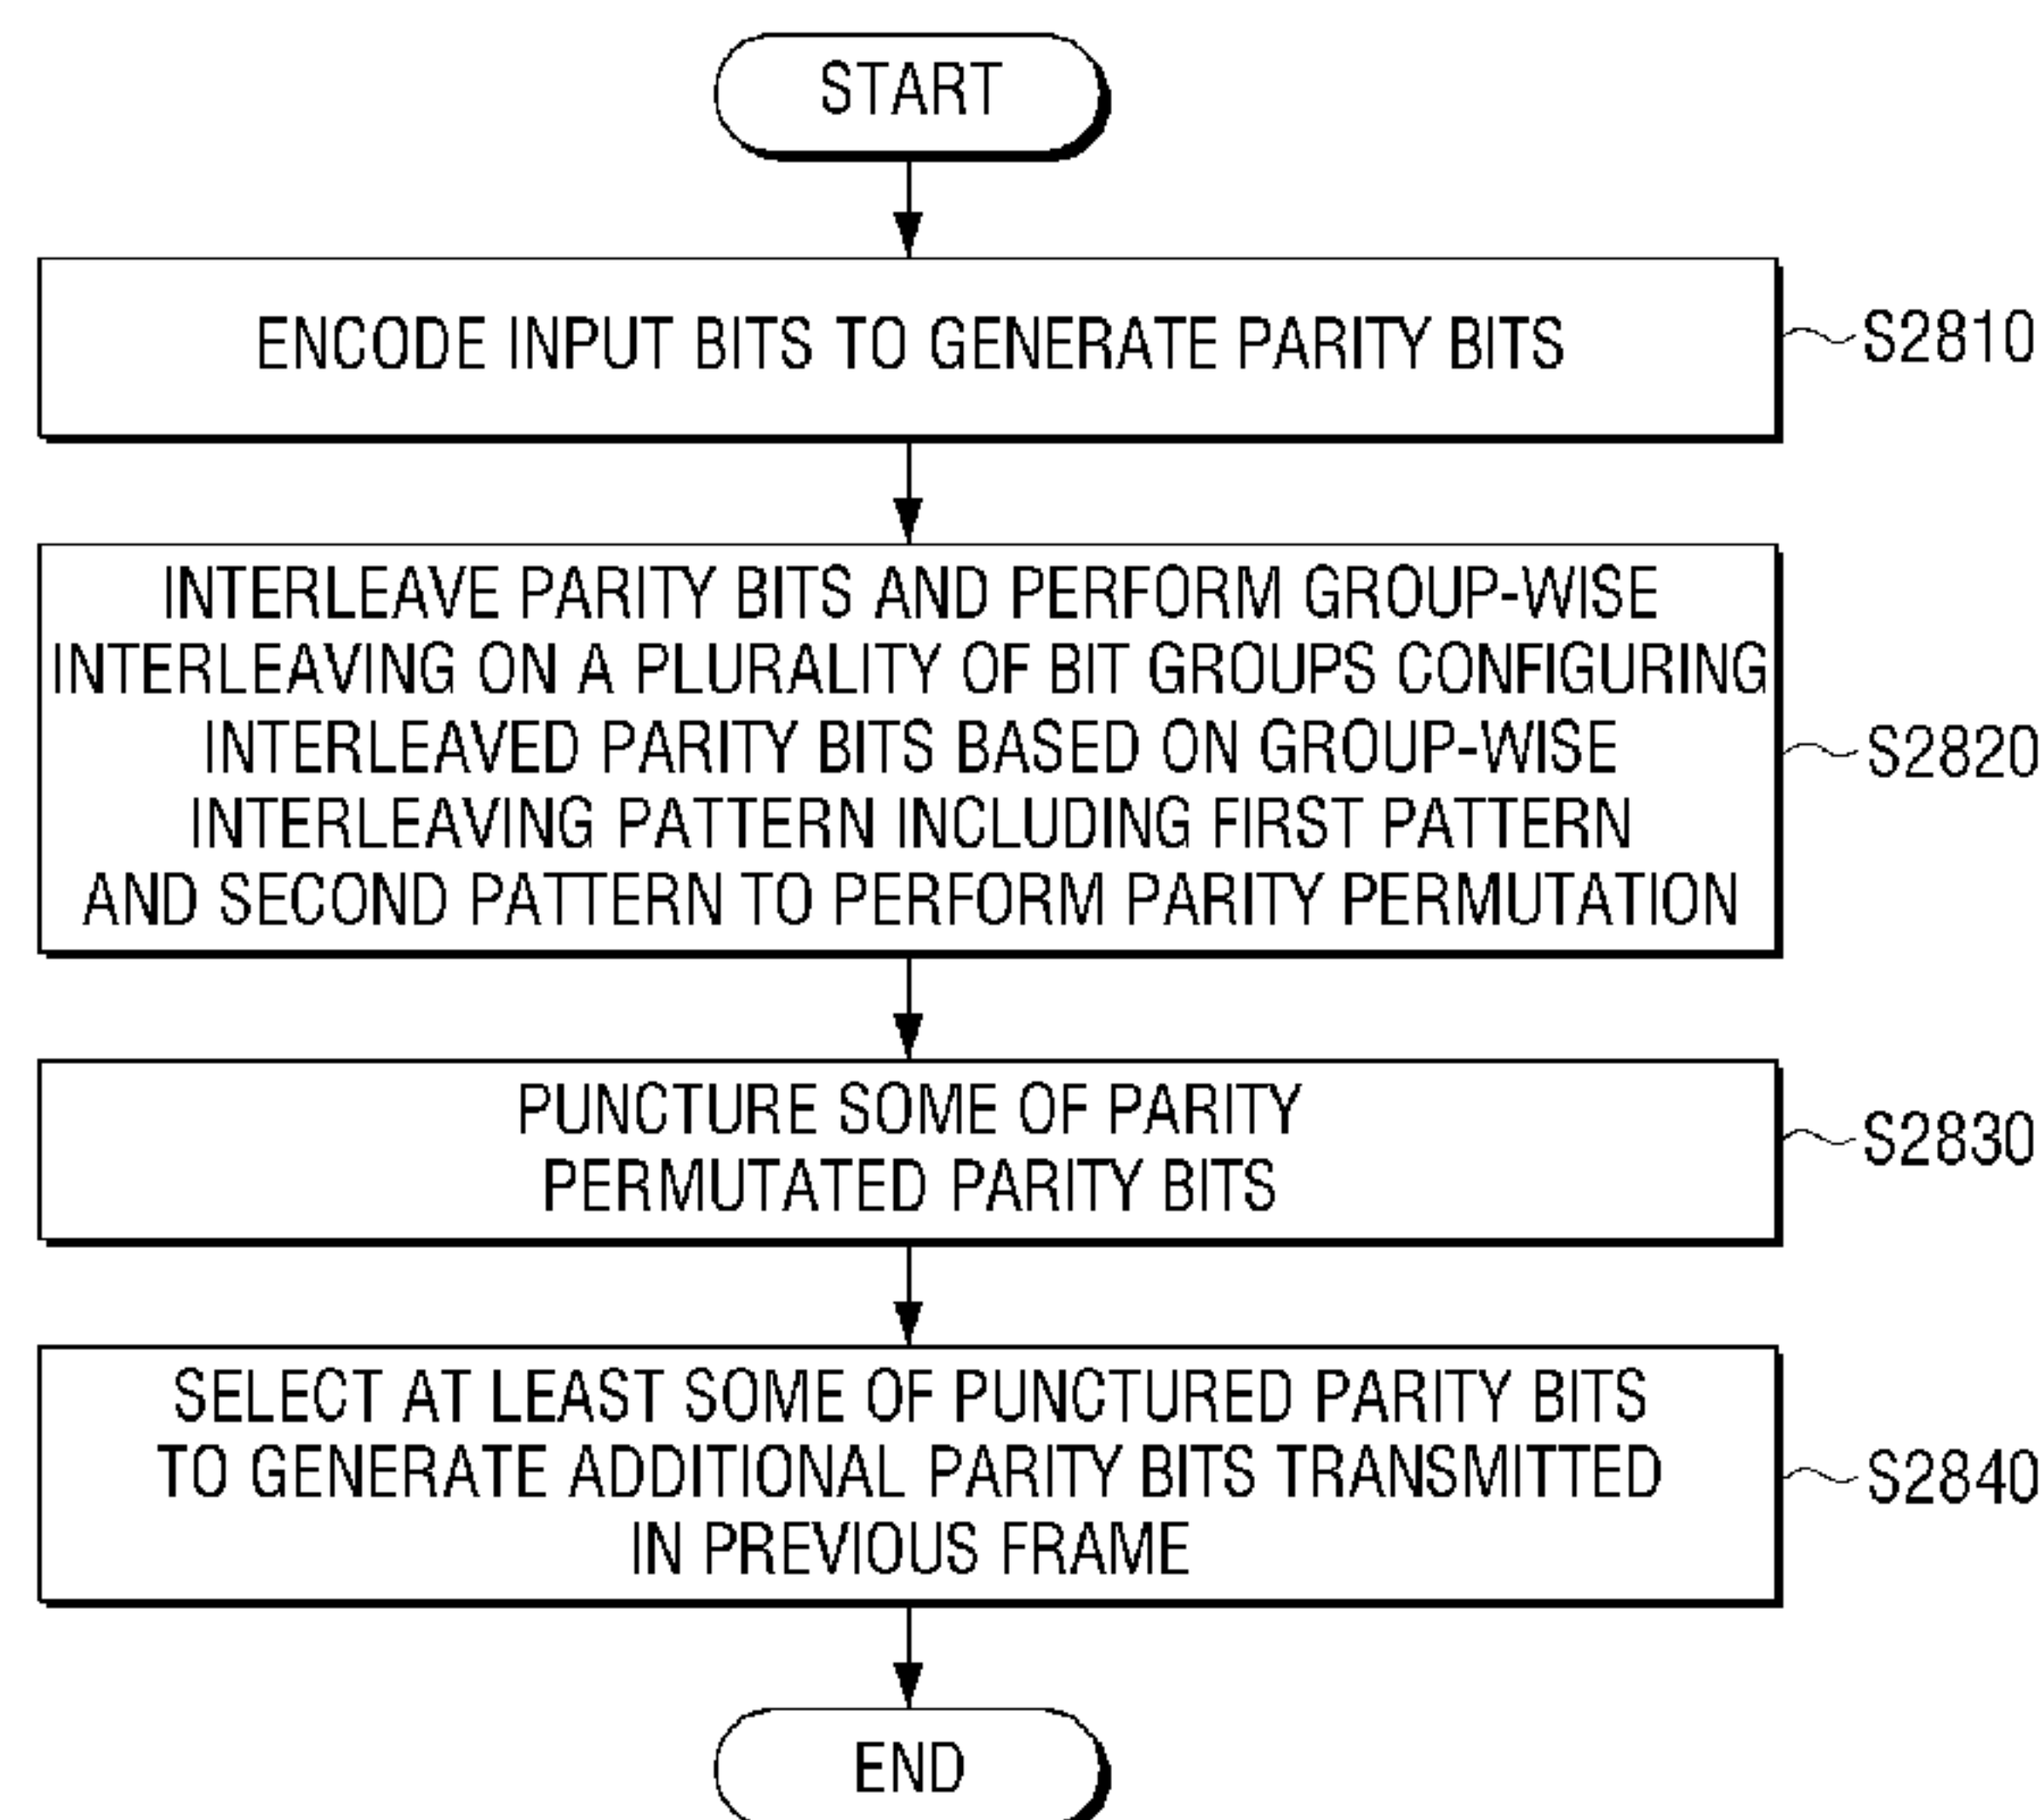 START
ENCODE INPUT BITS TO GENERATE PARITY BITS
S2810
INTERLEAVE PARITY BITS AND PERFORM GROUP-WISE
INTERLEAVING ON A PLURALITY OF BIT GROUPS CONFIGURING
INTERLEAVED PARITY BITS BASED ON GROUP-WISE
INTERLEAVING PATTERN INCLUDING FIRST PATTERN
AND SECOND PATTERN TO PERFORM PARITY PERMUTATION
S2820
PUNCTURE SOME OF PARITY
PERMUTATED PARITY BITS
S2830
SELECT AT LEAST SOME OF PUNCTURED PARITY BITS
TO GENERATE ADDITIONAL PARITY BITS TRANSMITTED
IN PREVIOUS FRAME
S2840
END